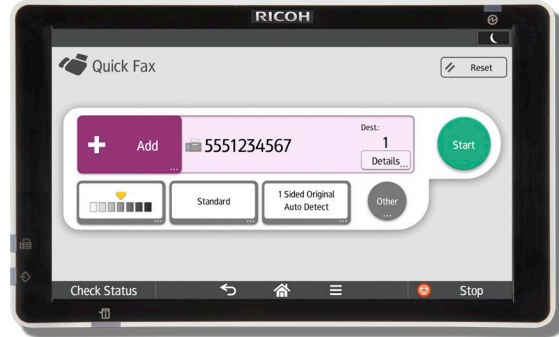 RICOH
Quick Fax
Reset
Add
5551234567
Dest.:
1
Details
Start
Standard
1 Sided Original
Auto Detect
Other
Check Status
Stop